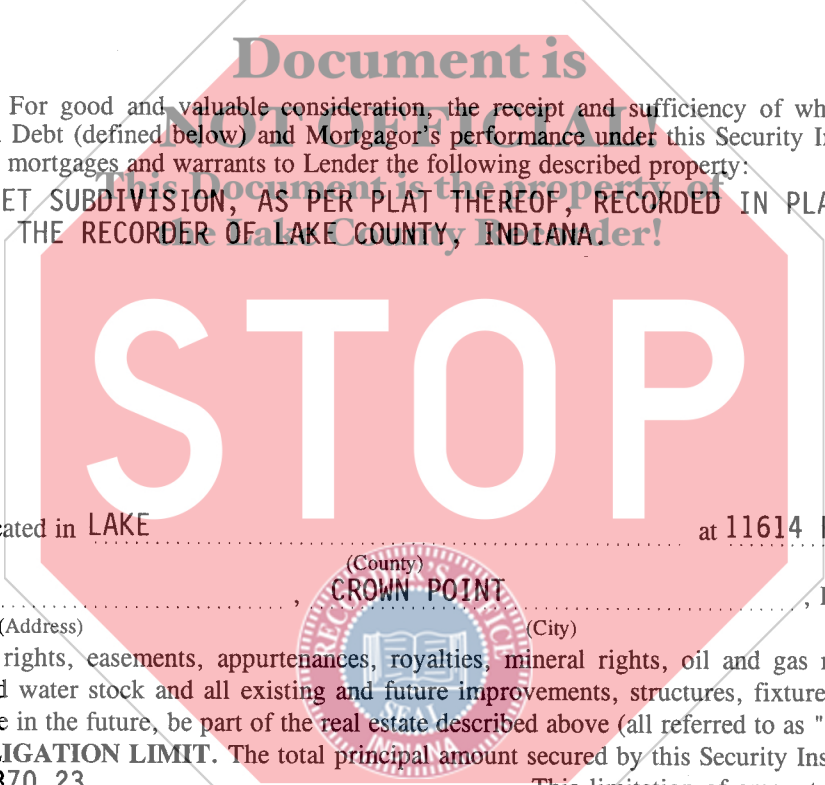 Document is
For good and valuable consideration, the receipt and sufficiency of wh
NOT OFFICIAL!
Debt (defined below) and Mortgagor's performance under this Security I
mortgages and warrants to Lender the following described property:
This Document is the property of
ET SUBDIVISION, AS PER PLAT THEREOF, RECORDED IN PLA
the Lake County Recorder!
THE RECORDER OF LAKE COUNTY, INDIANA.
STOP
cated in LAKE at 11614
(County)
, CROWN POINT ,
(Address) (City)
rights, easements, appurtenances, royalties, mineral rights, oil and gas
d water stock and all existing and future improvements, structures, fixture
e in the future, be part of the real estate described above (all referred to as "
SEAL
LIGATION LIMIT. The total principal amount secured by this Security Ins
INDIANA
370.23 This limitation of amount